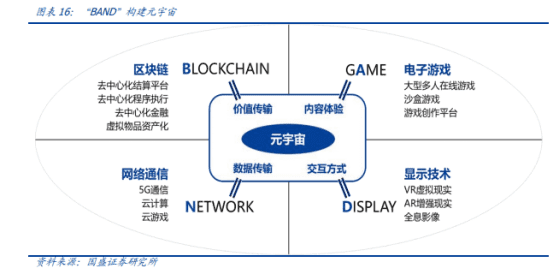 图表 16： “BAND”构建元宇宙
区块链 BLOCKCHAIN
去中心化结算平台
去中心化程序执行
去中心化金融
虚拟物品资产化
GAME 电子游戏
大型多人在线游戏
沙盒游戏
游戏创作平台
价值传输 内容体验
元宇宙
数据传输 交互方式
网络通信
5G通信
云计算
云游戏
NETWORK
DISPLAY
显示技术
VR虚拟现实
AR增强现实
全息影像
资料来源：国盛证券研究所